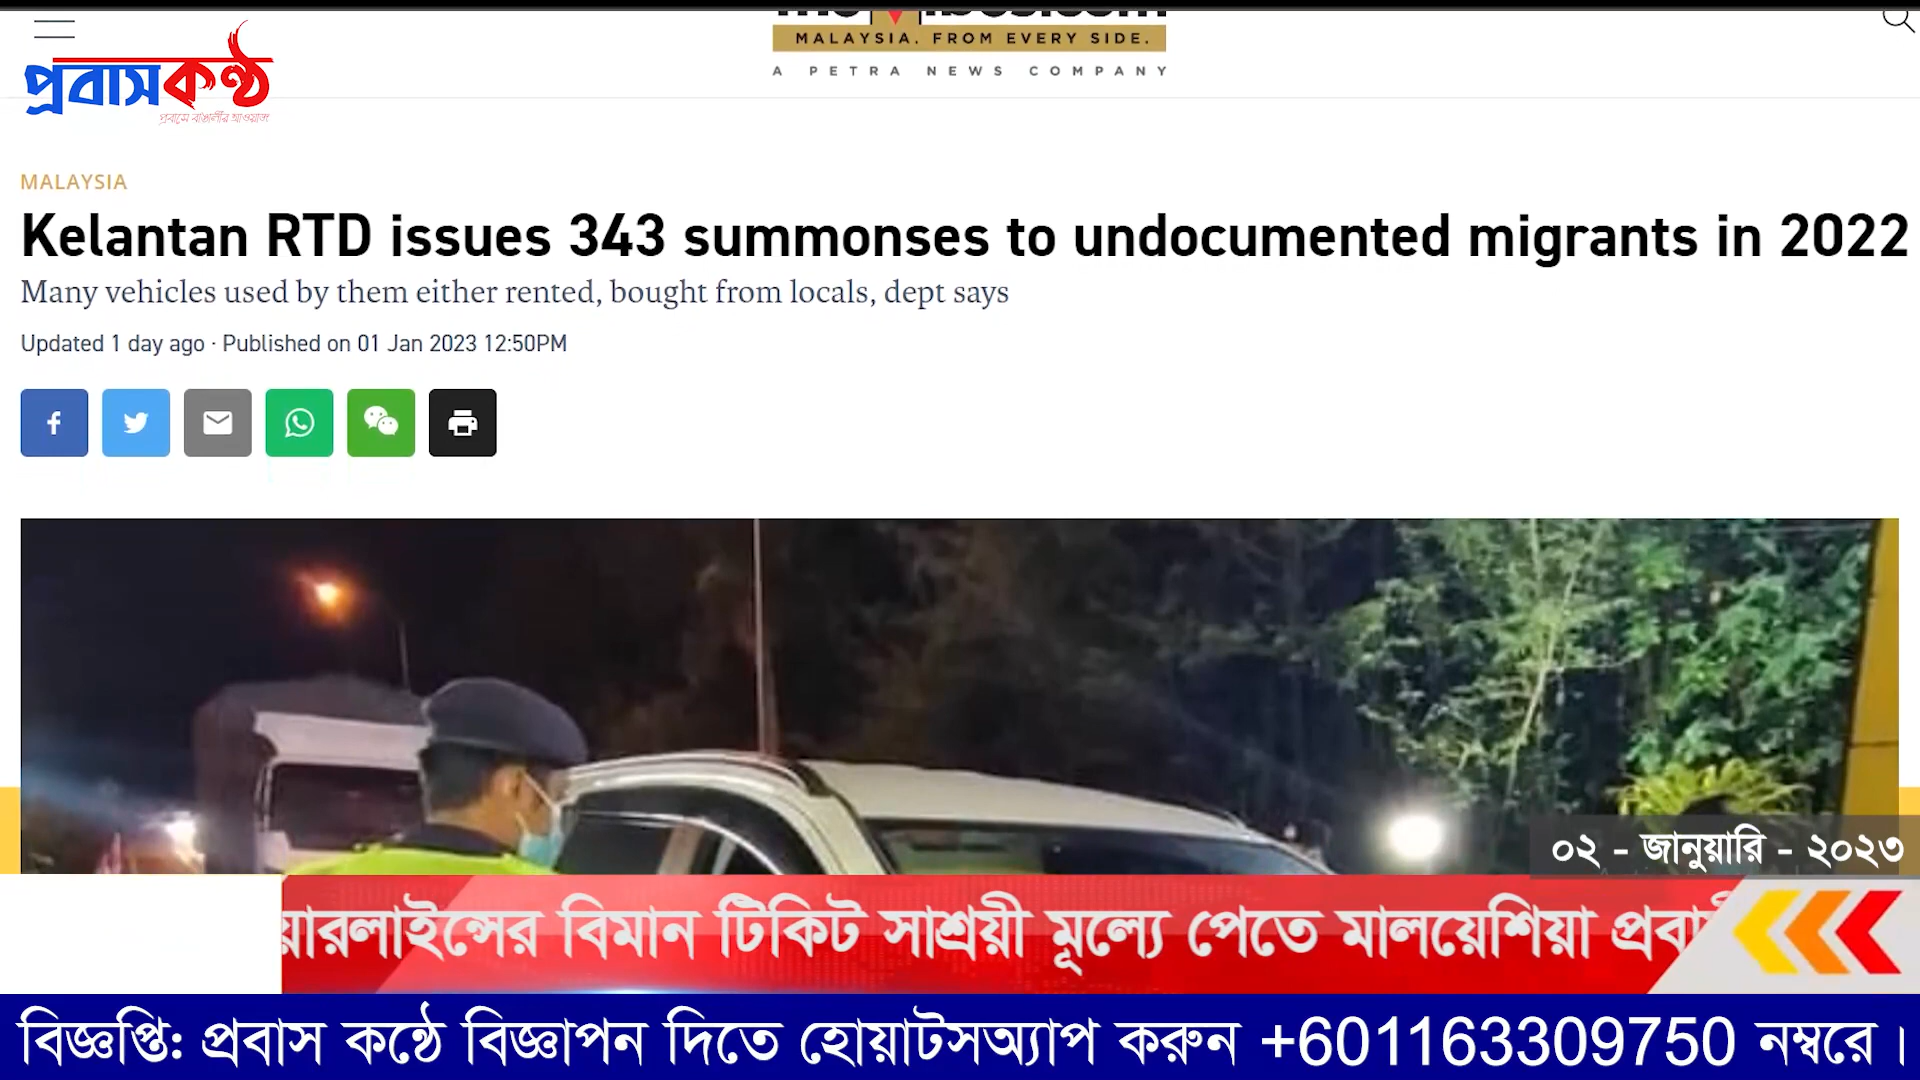 MALAYSIA. FROM EVERY SIDE.
A PETRA NEWS COMPANY
প্রবাসকণ্ঠ
প্রবাসে বাঙালীর আওয়াজ
MALAYSIA
Kelantan RTD issues 343 summonses to undocumented migrants in 2022
Many vehicles used by them either rented, bought from locals, dept says
Updated 1 day ago · Published on 01 Jan 2023 12:50PM
০২ - জানুয়ারি - ২০২৩
য়ারলাইন্সের বিমান টিকিট সাশ্রয়ী মূল্যে পেতে মালয়েশিয়া
বিজ্ঞপ্তি: প্রবাস কন্ঠে বিজ্ঞাপন দিতে হোয়াটসঅ্যাপ করুন +601163309750 নম্বরে।